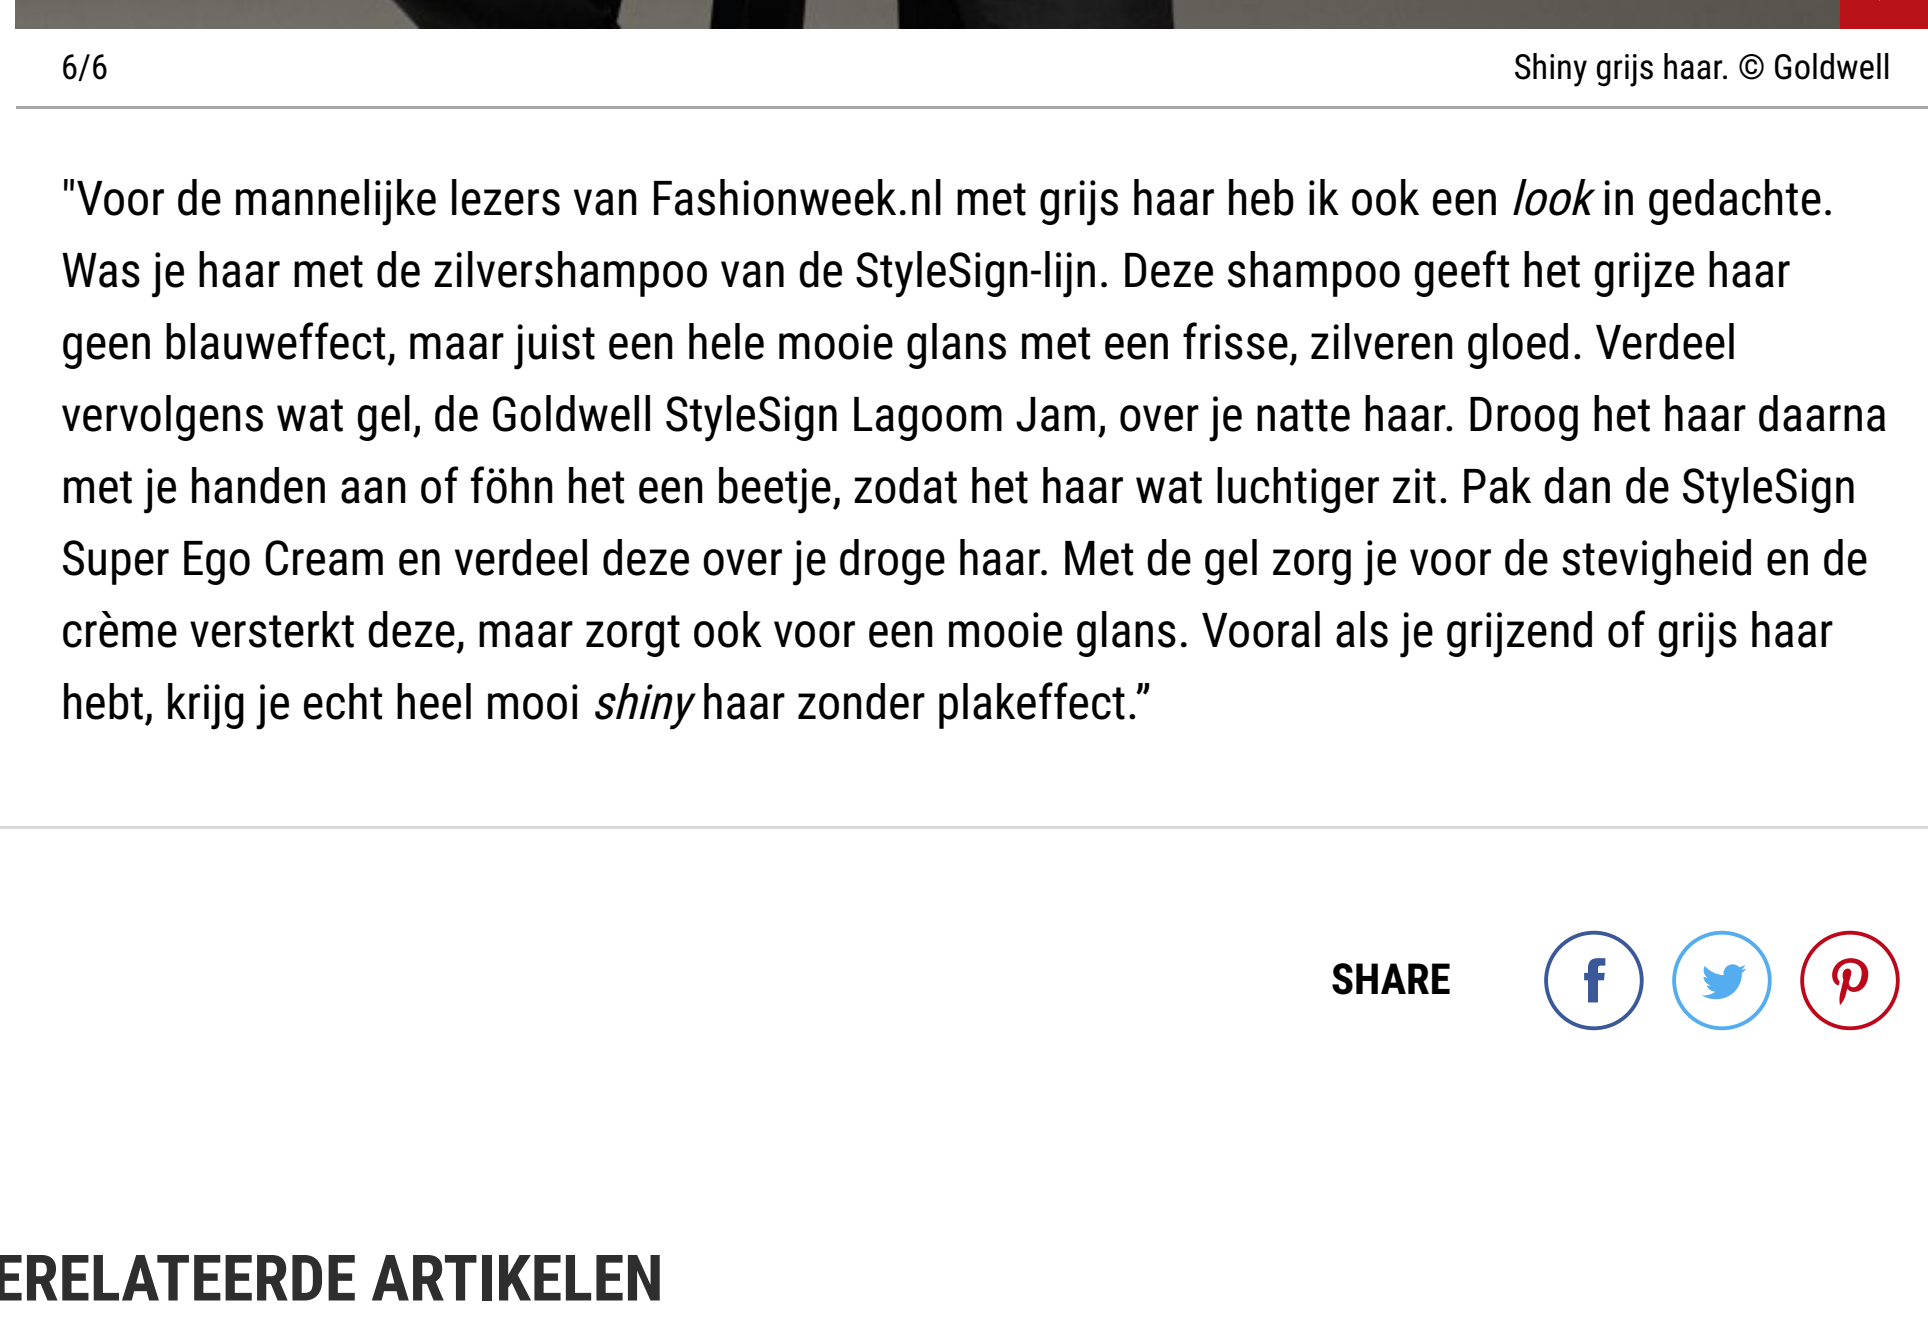 6/6
Shiny grijs haar. © Goldwell
"Voor de mannelijke lezers van Fashionweek.nl met grijs haar heb ik ook een look in gedachte.
Was je haar met de zilvershampoo van de StyleSign-lijn. Deze shampoo geeft het grijze haar
geen blauweffect, maar juist een hele mooie glans met een frisse, zilveren gloed. Verdeel
vervolgens wat gel, de Goldwell StyleSign Lagoom Jam, over je natte haar. Droog het haar daarna
met je handen aan of föhn het een beetje, zodat het haar wat luchtiger zit. Pak dan de StyleSign
Super Ego Cream en verdeel deze over je droge haar. Met de gel zorg je voor de stevigheid en de
crème versterkt deze, maar zorgt ook voor een mooie glans. Vooral als je grijzend of grijs haar
hebt, krijg je echt heel mooi shiny haar zonder plakeffect.”
SHARE
ERELATEERDE ARTIKELEN